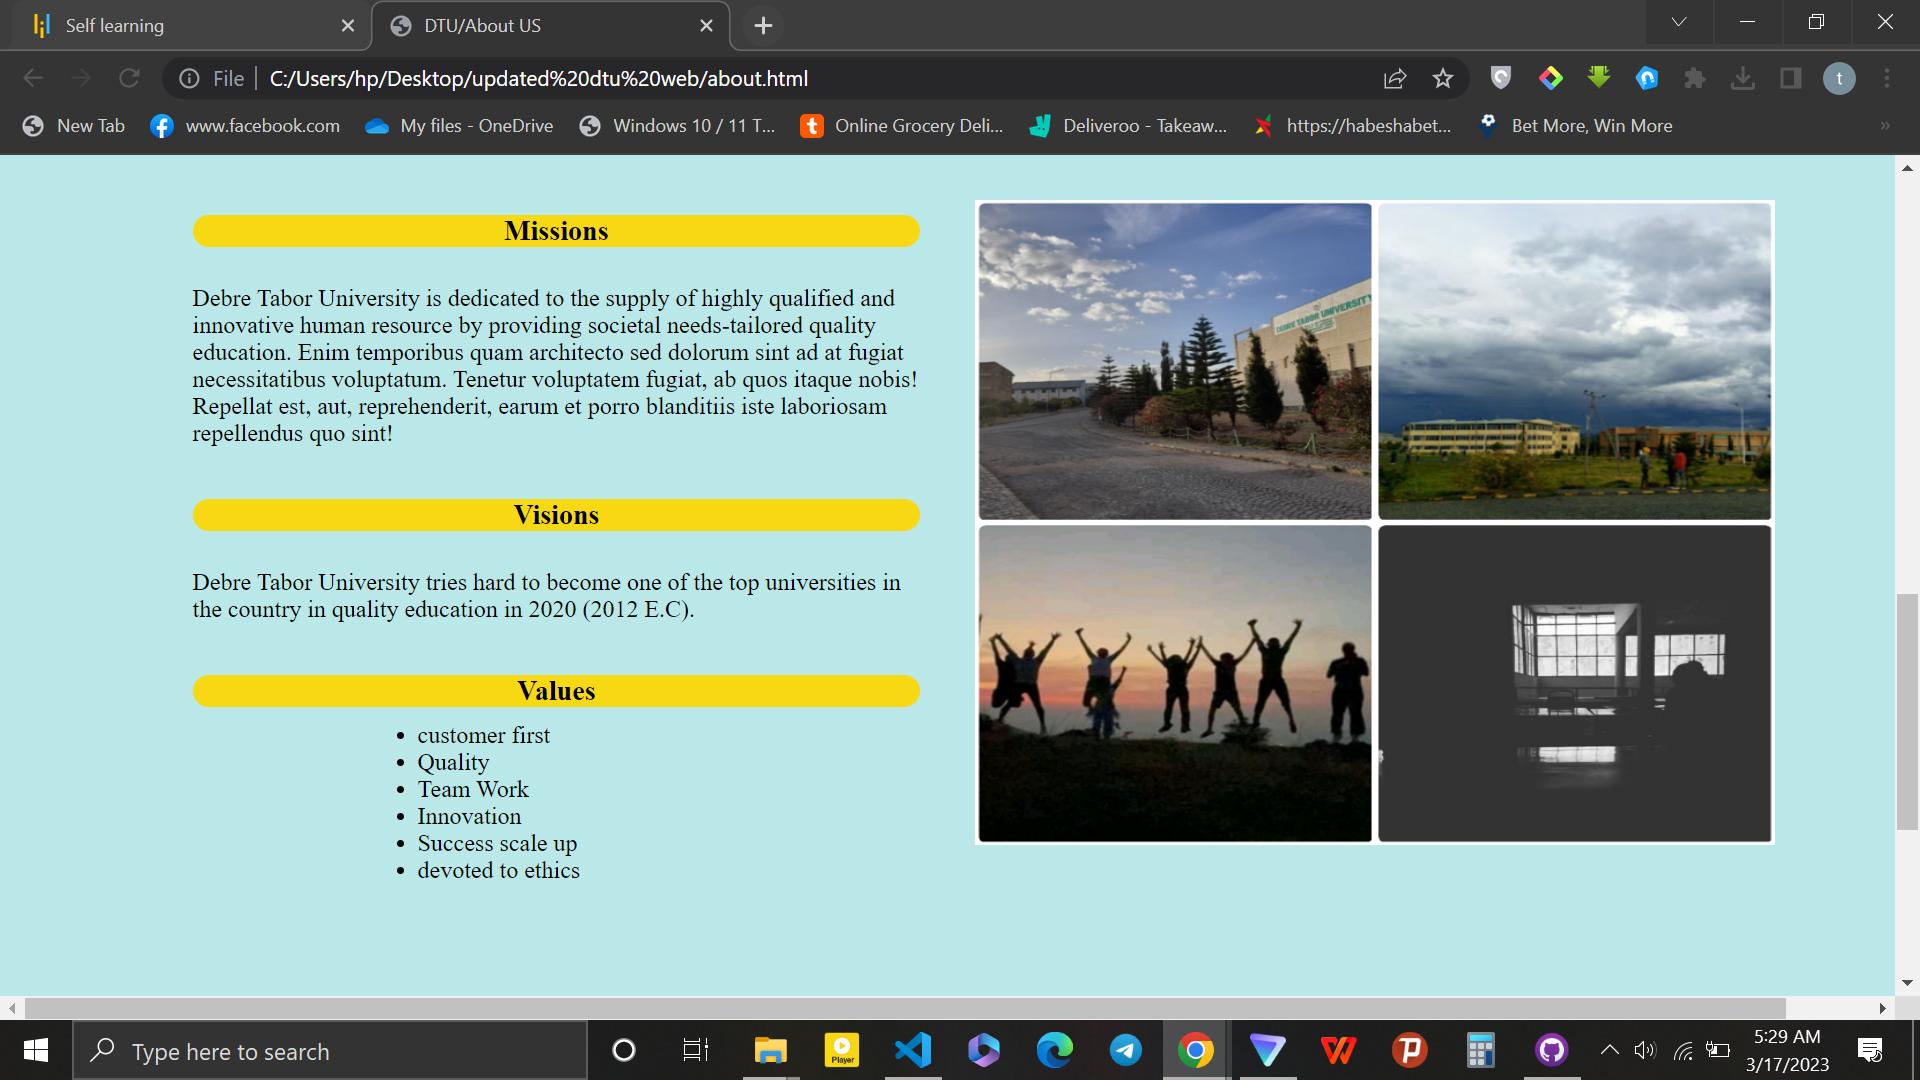 Self learning
DTU/About US
File
C:/Users/hp/Desktop/updated%20dtu%20web/about.html
t
New Tab
www.facebook.com
My files - OneDrive
Windows 10 / 11 T...
Online Grocery Deli...
Deliveroo - Takeaw...
https://habeshabet...
Bet More, Win More
»
Missions
Debre Tabor University is dedicated to the supply of highly qualified and
innovative human resource by providing societal needs-tailored quality
education. Enim temporibus quam architecto sed dolorum sint ad at fugiat
necessitatibus voluptatum. Tenetur voluptatem fugiat, ab quos itaque nobis!
Repellat est, aut, reprehenderit, earum et porro blanditiis iste laboriosam
repellendus quo sint!
DEBRE TABOR UNIVERSITY
Visions
Debre Tabor University tries hard to become one of the top universities in
the country in quality education in 2020 (2012 E.C).
Values
• customer first
• Quality
• Team Work
• Innovation
• Success scale up
• devoted to ethics
Type here to search
Player
5:29 AM
3/17/2023